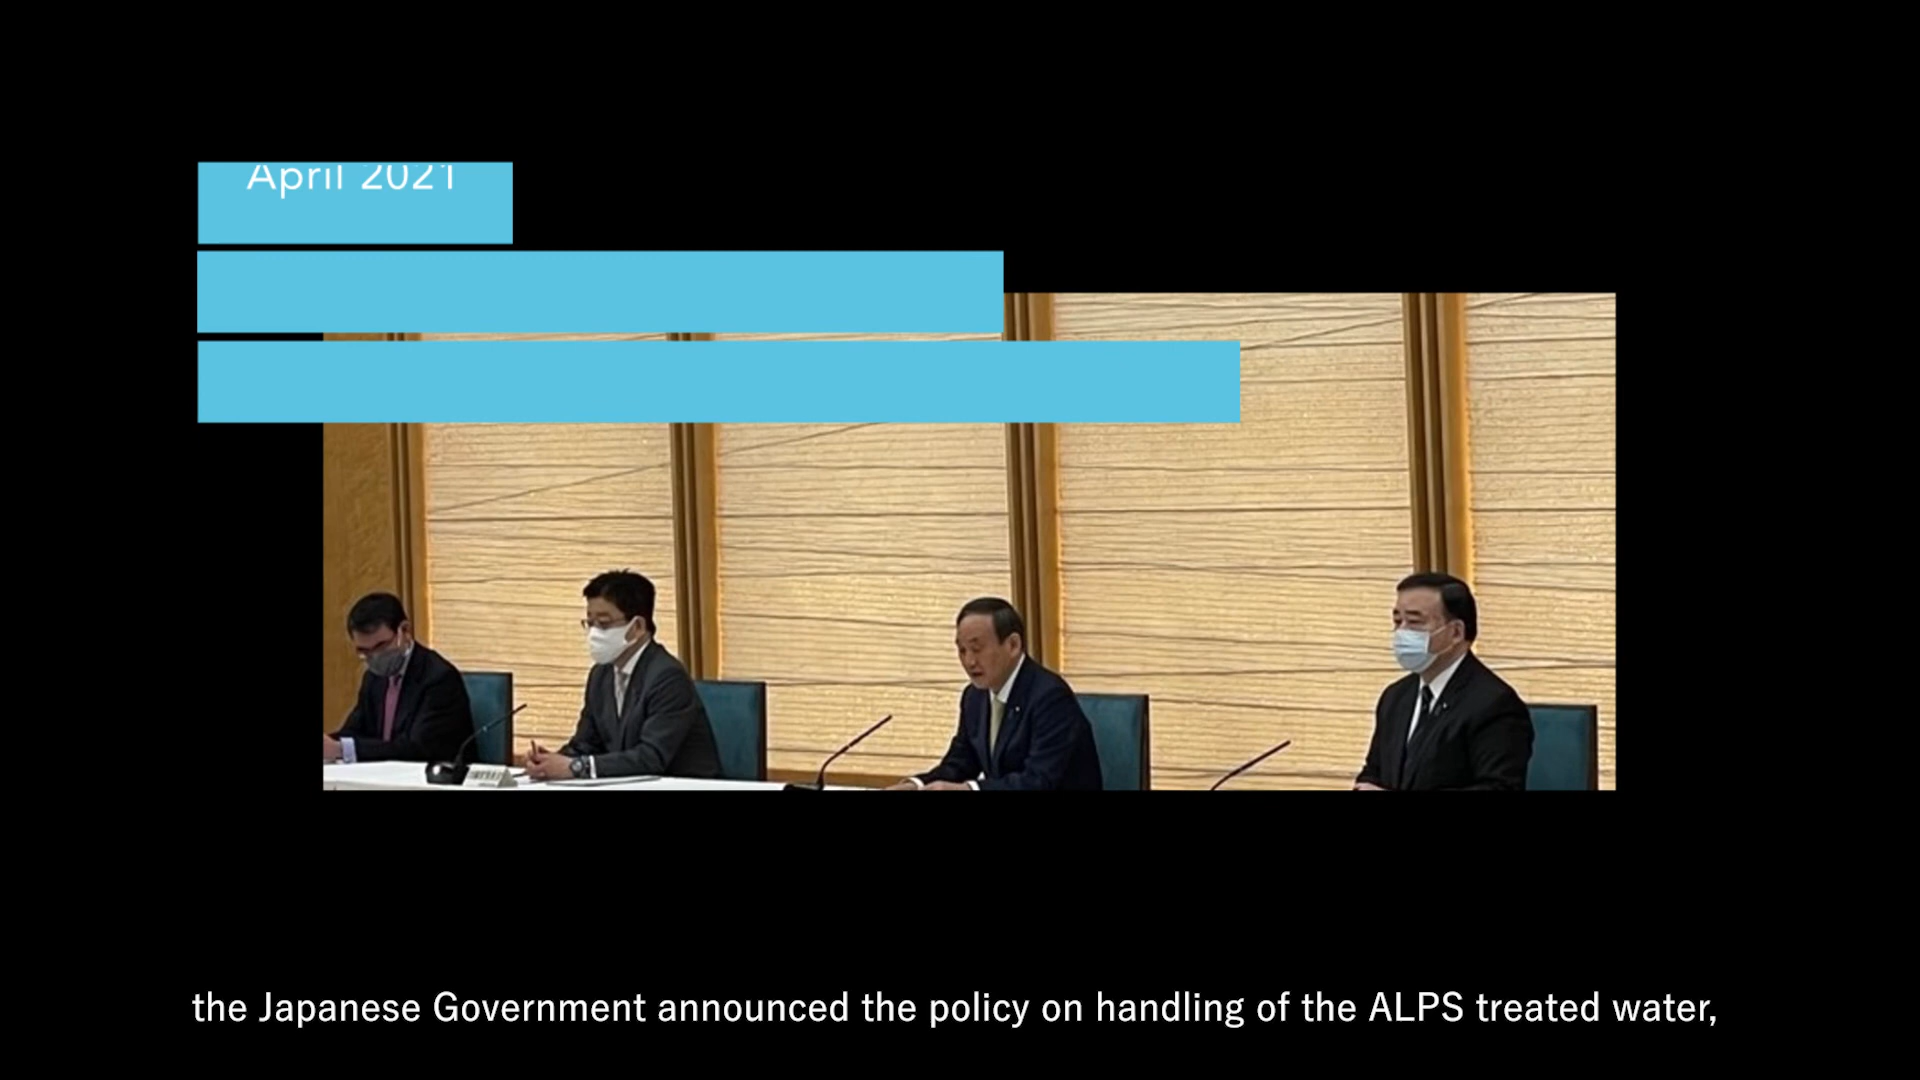 April 2021
the Japanese Government announced the policy on handling of the ALPS treated water,